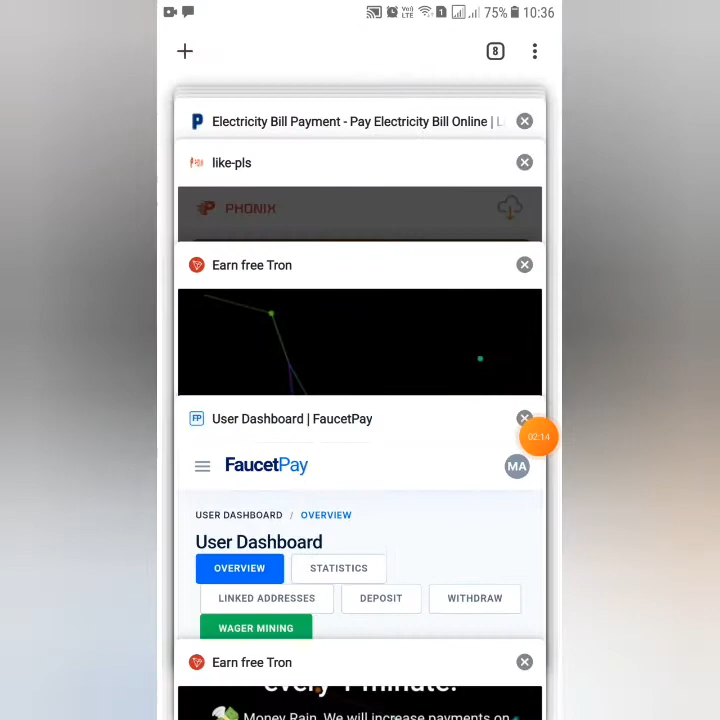 75% 10:36
8
Electricity Bill Payment - Pay Electricity Bill Online |
like-pls
PHONIX
Earn free Tron
User Dashboard | FaucetPay
02:14
FaucetPay
MA
USER DASHBOARD / OVERVIEW
User Dashboard
OVERVIEW STATISTICS
LINKED ADDRESSES DEPOSIT WITHDRAW
WAGER MINING
Earn free Tron
every 1 minute!
Money Rain. We will increase payments on